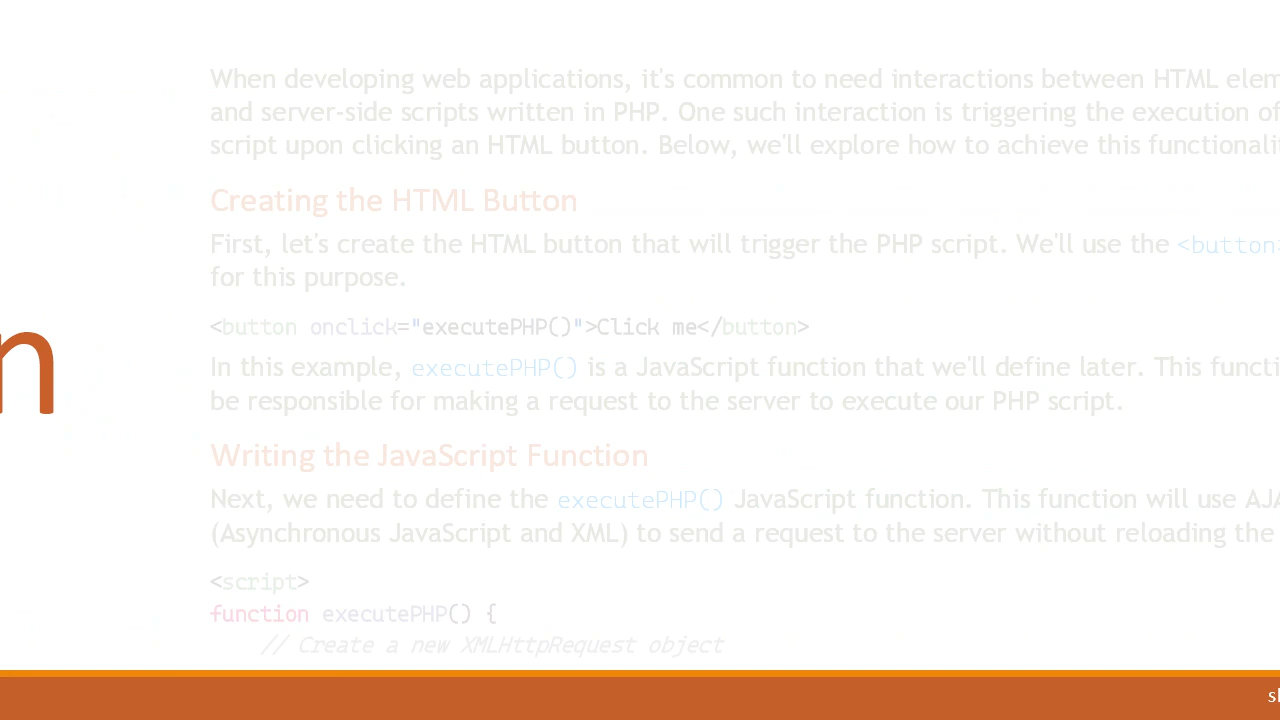 When developing web applications, it's common to need interactions between HTML
and server-side scripts written in PHP. One such interaction is triggering the execution of
script upon clicking an HTML button. Below, we'll explore how to achieve this
Creating the HTML Button
First, let's create the HTML button that will trigger the PHP script. We'll use the <button>
for this purpose.
n
<button onclick="executePHP()">Click me</button>
In this example, executePHP() is a JavaScript function that we'll define later. This
be responsible for making a request to the server to execute our PHP script.
Writing the JavaScript Function
Next, we need to define the executePHP() JavaScript function. This function will use
(Asynchronous JavaScript and XML) to send a request to the server without reloading the
<script>
function executePHP() {
// Create a new XMLHttpRequest object